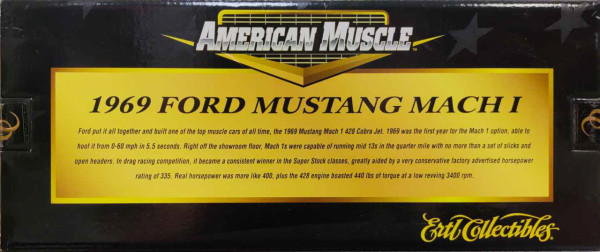 AMERICAN MUSCLE™
1969 FORD MUSTANG MACH I
Ford put it all together and built one of the top muscle cars of all time, the 1969 Mustang Mach 1 428 Cobra Jet. 1969 was the first year for the Mach 1 option, able to
hoot it from 0-60 mph in 5.5 seconds. Right off the showroom floor, Mach 1s were capable of running mid 13s in the quarter mile with no more than a set of slicks and
open headers. In drag racing competition, it became a consistent winner in the Super Stock classes, greatly aided by a very conservative factory advertised horsepower
rating of 335. Real horsepower was more like 400, plus the 428 engine boasted 440 lbs of torque at a low revving 3400 rpm.
Ertl Collectibles